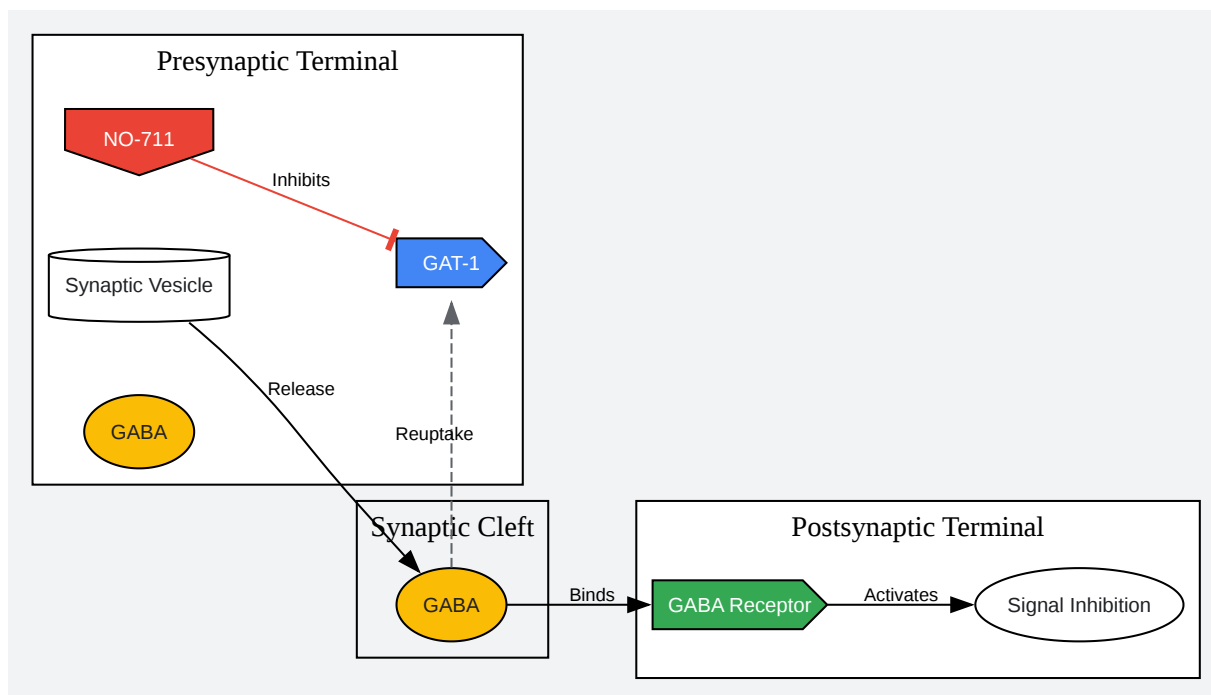 Presynaptic Terminal
NO-711
Inhibits
GAT-1
Synaptic Vesicle
Release
GABA
Reuptake
Synaptic Cleft
GABA
Binds
Postsynaptic Terminal
GABA Receptor
Activates
Signal Inhibition